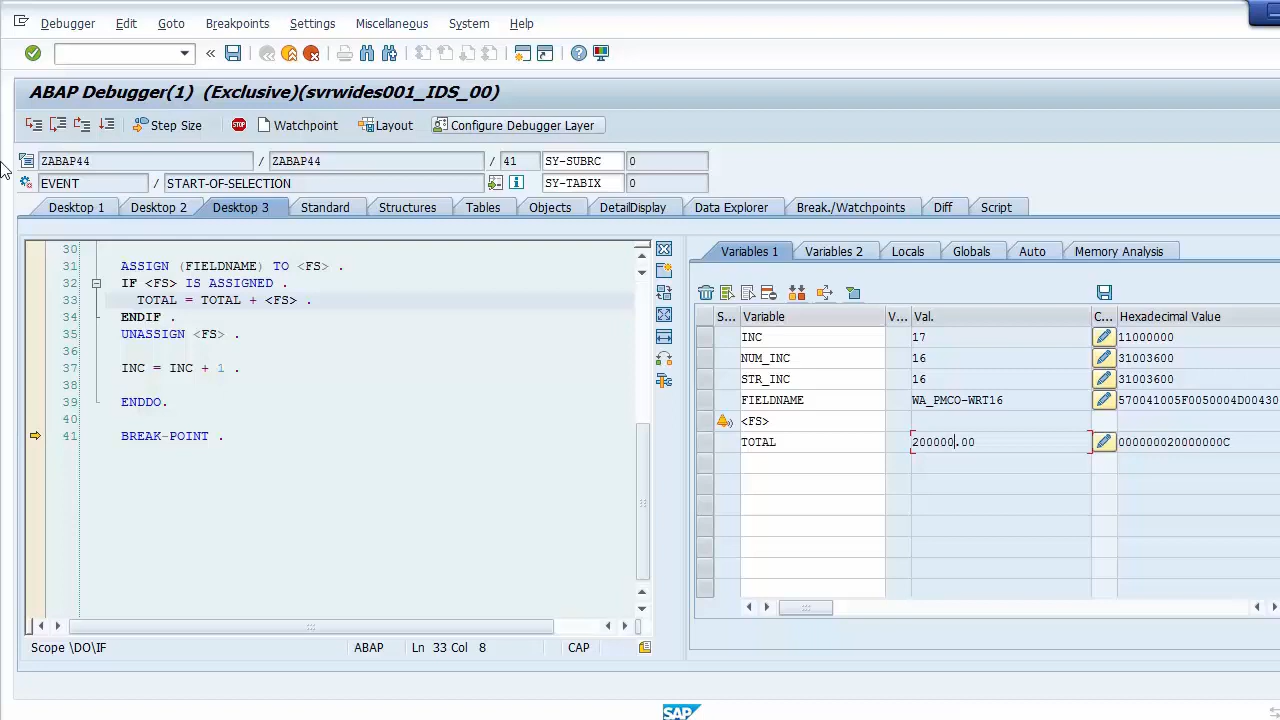 Debugger Edit Goto Breakpoints Settings Miscellaneous System Help
«
ABAP Debugger(1) (Exclusive)(svrwides001_IDS_00)
Step Size STOP Watchpoint Layout Configure Debugger Layer
ZABAP44 / ZABAP44 / 41 SY-SUBRC 0
EVENT / START-OF-SELECTION SY-TABIX 0
Desktop 1 Desktop 2 Desktop 3 Standard Structures Tables Objects DetailDisplay Data Explorer Break./Watchpoints Diff Script
Variables 1 Variables 2 Locals Globals Auto Memory Analysis
30
31 ASSIGN (FIELDNAME) TO <FS> .
32 IF <FS> IS ASSIGNED .
33 TOTAL = TOTAL + <FS> .
34 ENDIF .
35 UNASSIGN <FS> .
36
37 INC = INC + 1 .
38
39 ENDDO.
40
41 BREAK-POINT .
S... Variable V... Val. C... Hexadecimal Value
INC 17 11000000
NUM_INC 16 31003600
STR_INC 16 31003600
FIELDNAME WA_PMCO-WRT16 570041005F0050004D00430
<FS>
TOTAL 200000.00 000000020000000C
Scope \DO\IF ABAP Ln 33 Col 8 CAP
SAP